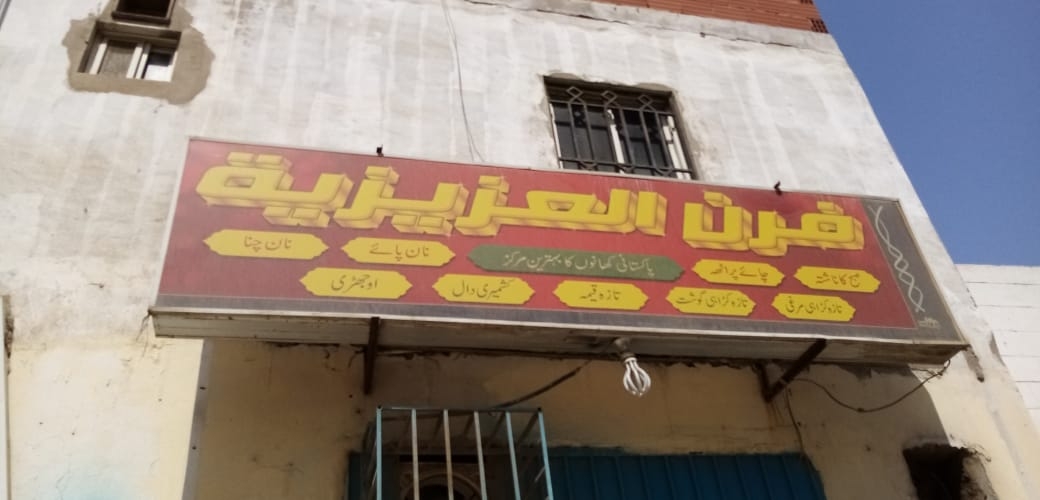 فرن العزيزية
صبح کا ناشتہ
چائے پراٹھہ
پاکستانی کھانوں کا بہترین مرکز
نان پائے
نان چنا
تازہ کڑاہی مرغی
تازہ کڑاہی گوشت
تازہ قیمہ
کشمیری دال
اوجھڑی